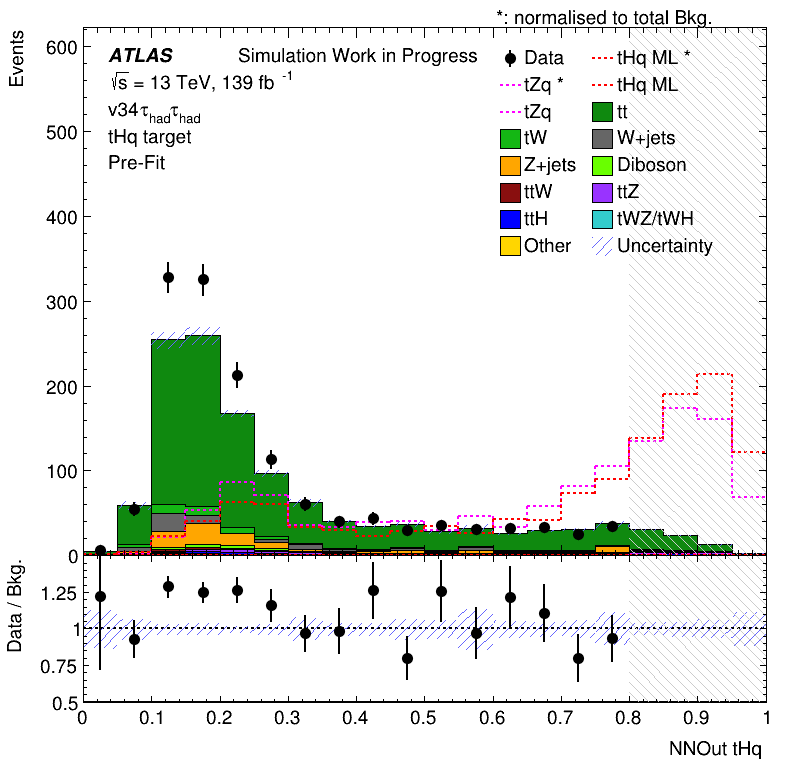 *: normalised to total Bkg.
Events
600
500
400
300
200
100
0
ATLAS Simulation Work in Progress
√s = 13 TeV, 139 fb -1
v34τhadτhad
tHq target
Pre-Fit
Data tHq ML *
tZq * tHq ML
tZq tt
tW W+jets
Z+jets Diboson
ttW ttZ
ttH tWZ/tWH
Other Uncertainty
Data / Bkg.
1.25
1
0.75
0.5
0 0.1 0.2 0.3 0.4 0.5 0.6 0.7 0.8 0.9 1
NNOut tHq